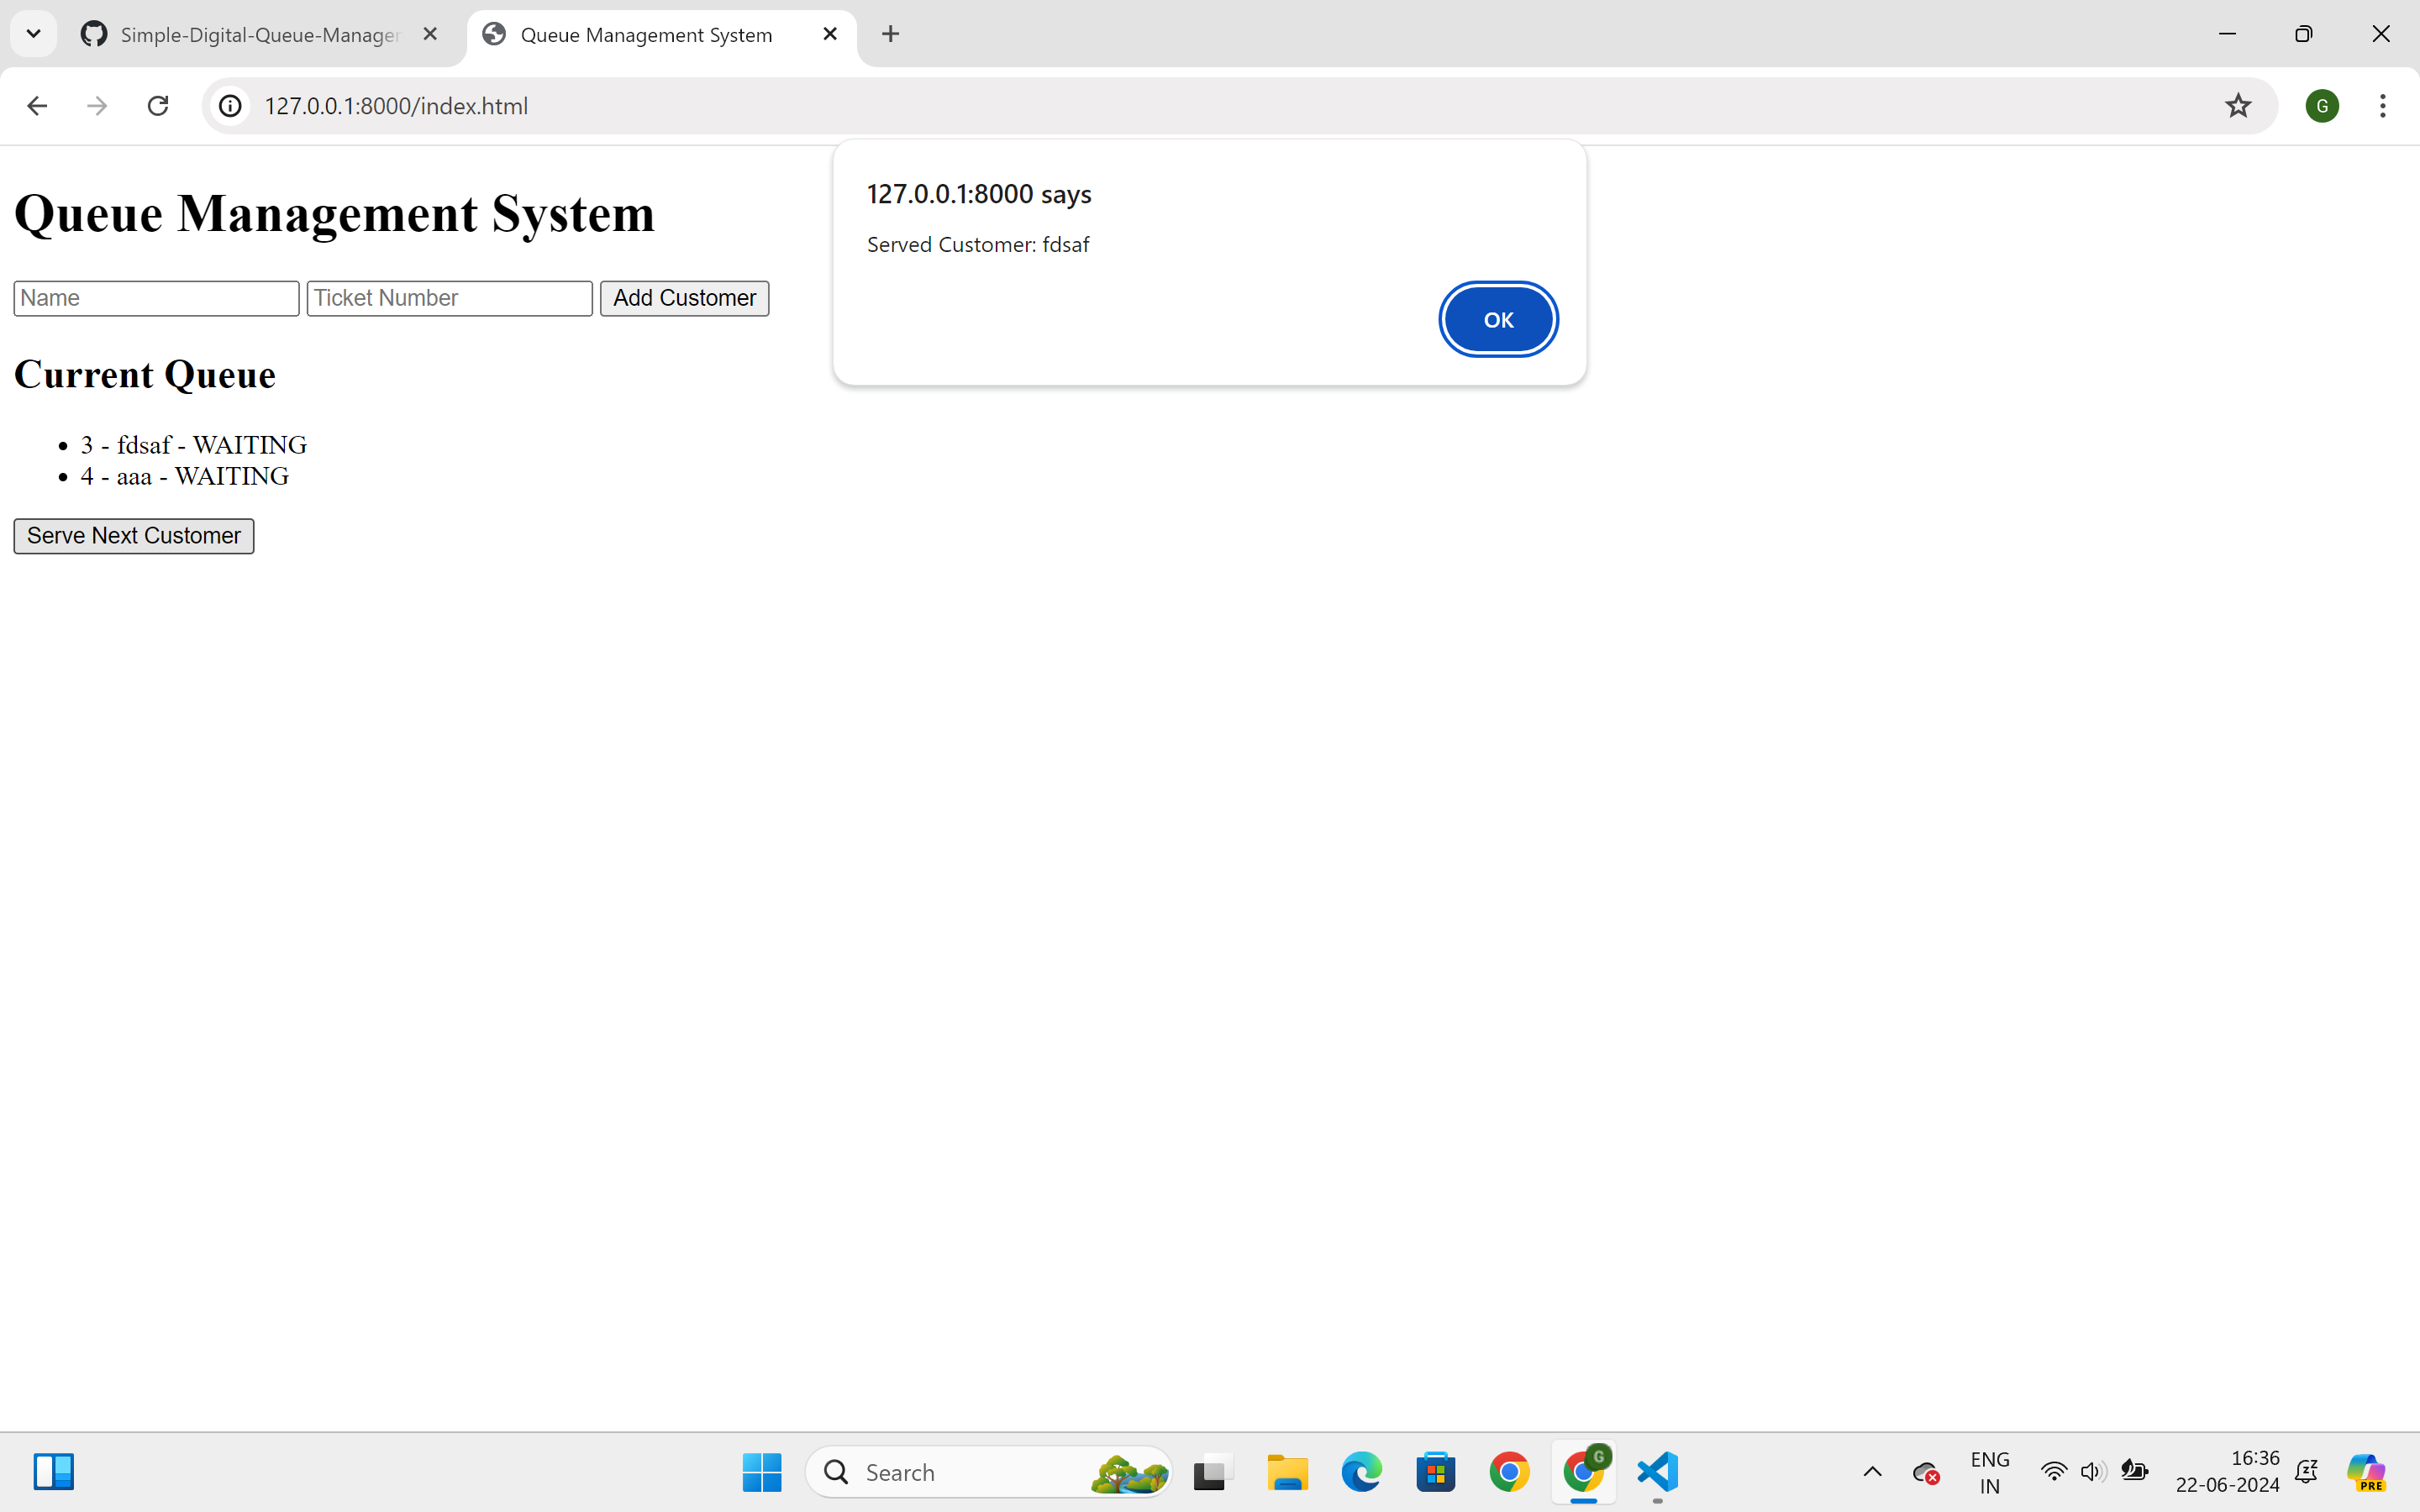 Simple-Digital-Queue-Manager
Queue Management System
127.0.0.1:8000/index.html
G
127.0.0.1:8000 says
Served Customer: fdsaf
OK
Queue Management System
Name
Ticket Number
Add Customer
Current Queue
3 - fdsaf - WAITING
4 - aaa - WAITING
Serve Next Customer
Search
G
ENG
IN
16:36
22-06-2024
PRE